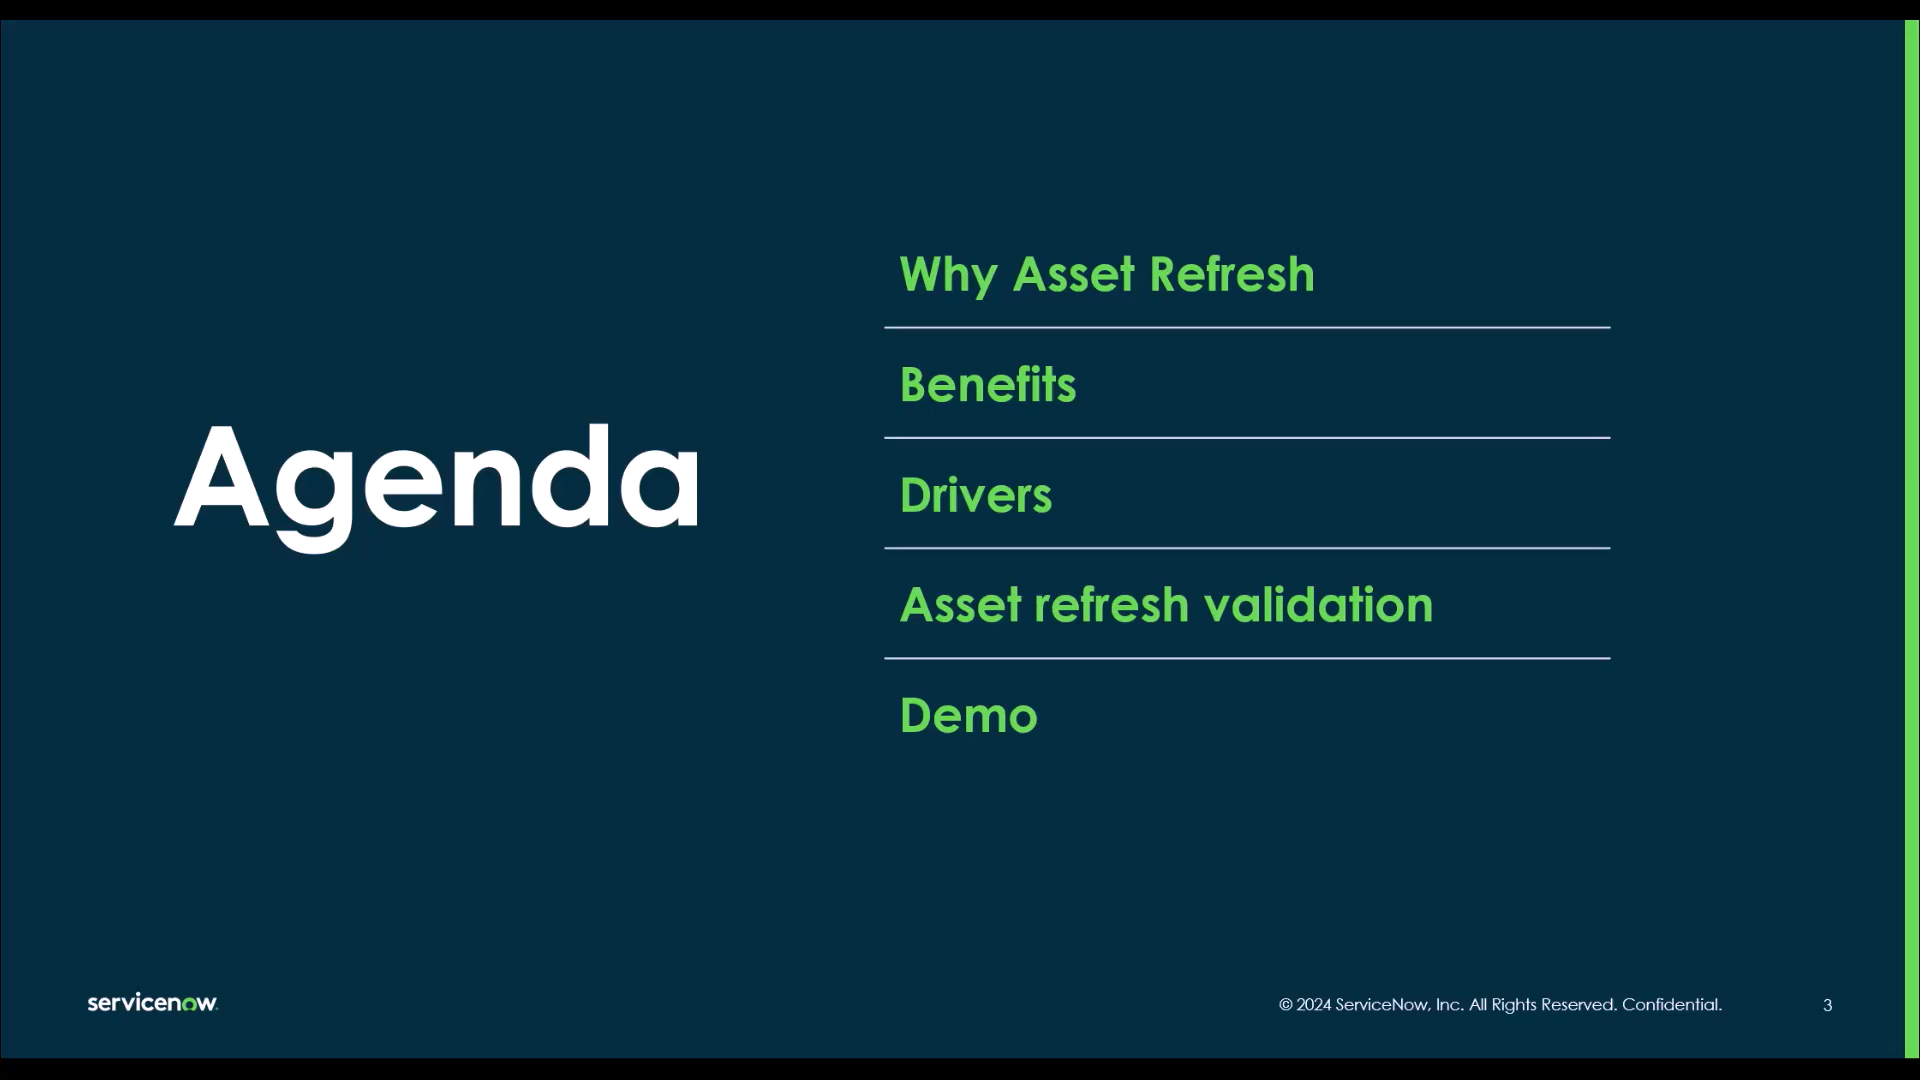 Agenda
Why Asset Refresh
Benefits
Drivers
Asset refresh validation
Demo
servicenow.
© 2024 ServiceNow, Inc. All Rights Reserved. Confidential.
3